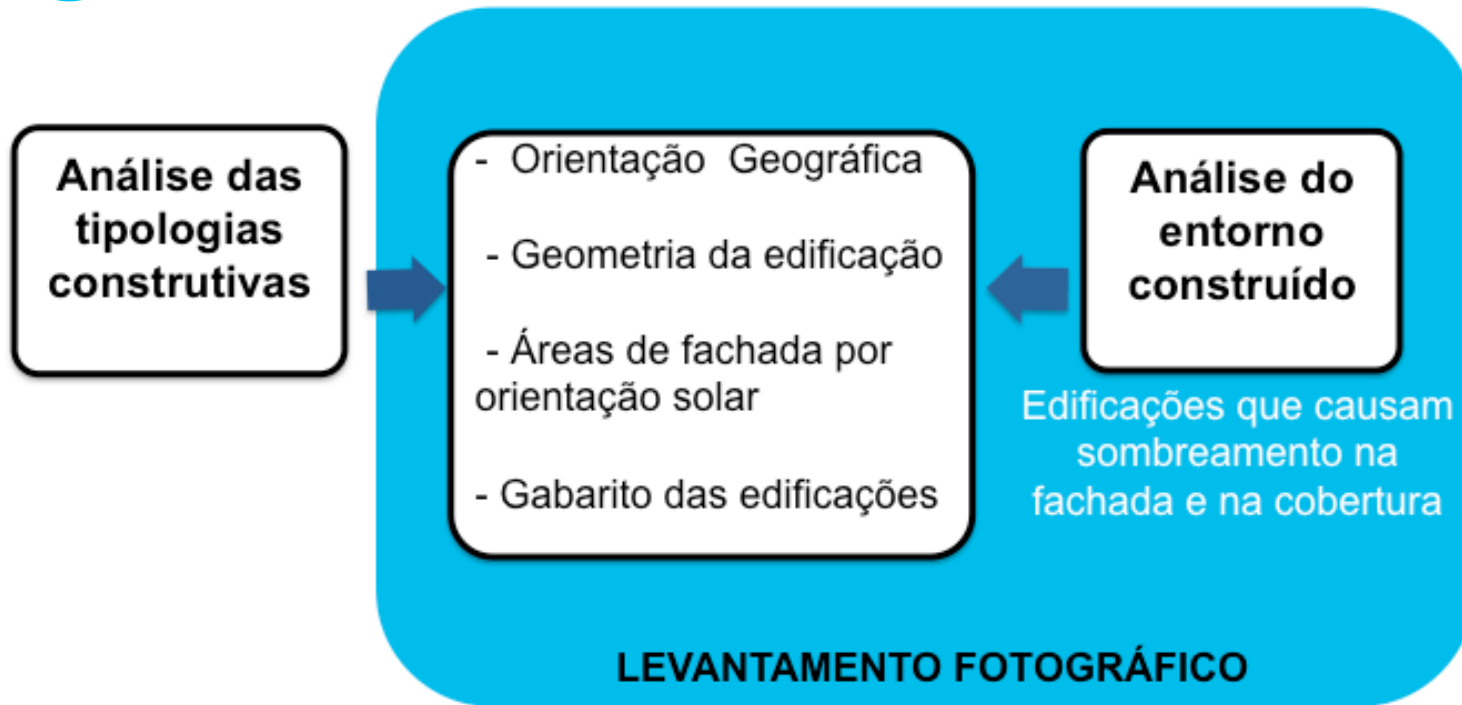 Análise das
tipologias
construtivas
- Orientação Geográfica
- Geometria da edificação
- Áreas de fachada por
orientação solar
- Gabarito das edificações
Análise do
entorno
construído
Edificações que causam
sombreamento na
fachada e na cobertura
LEVANTAMENTO FOTOGRÁFICO